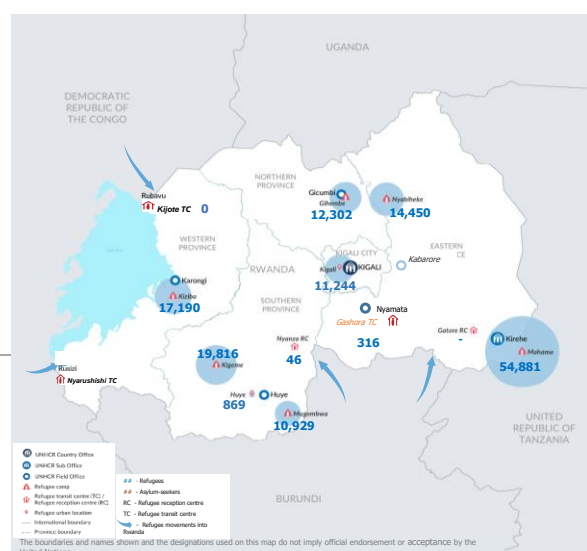 UGANDA
DEMOCRATIC
REPUBLIC OF
THE CONGO
NORTHERN
PROVINCE
Rubavu
Kijote TC 0
Gicumbi
Gihembe
12,302
Nyabiheke
14,450
WESTERN
PROVINCE
KIGALI CITY
Kigali KIGALI
11,244
EASTERN
CE
Kabarore
RWANDA
Karongi
Kiziba
17,190
SOUTHERN
PROVINCE
Nyamata
Gashora TC
316
Nyanza RC
46
Gatore RC
-
Kirehe
Mahama
54,881
19,816
Kigeme
Rusizi
Nyarushishi TC
Huye
869
Huye
Mugombwa
10,929
UNITED
REPUBLIC OF
TANZANIA
BURUNDI
UNHCR Country Office
UNHCR Sub Office
UNHCR Field Office
Refugee camp
Refugee transit centre (TC) /
Refugee reception centre (RC)
Refugee urban location
International boundary
Province boundary
## - Refugees
## - Asylum-seekers
RC - Refugee reception centre
TC - Refugee transit centre
- Refugee movements into
Rwanda
The boundaries and names shown and the designations used on this map do not imply official endorsement or acceptance by the
United Nations